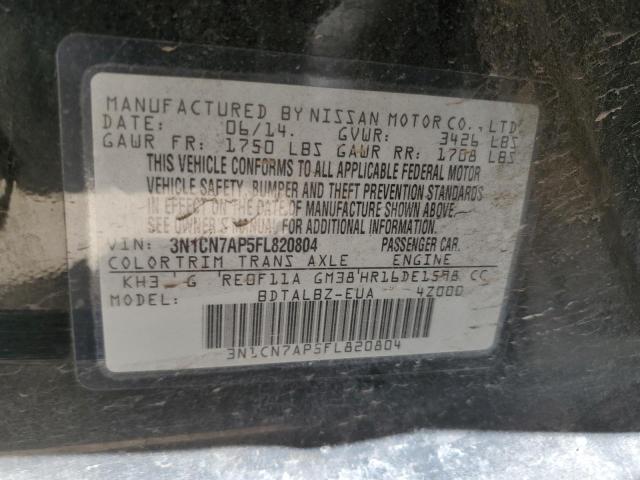 MANUFACTURED BY NISSAN MOTOR CO., LTD.
DATE: 06/14. GVWR: 3426 LBS
GAWR FR: 1750 LBS GAWR RR: 1708 LBS
THIS VEHICLE CONFORMS TO ALL APPLICABLE FEDERAL MOTOR
VEHICLE SAFETY, BUMPER AND THEFT PREVENTION STANDARDS
IN EFFECT ON THE DATE OF MANUFACTURE SHOWN ABOVE.
SEE OWNER'S MANUAL FOR ADDITIONAL INFORMATION.
VIN: 3N1CN7AP5FL820804 PASSENGER CAR.
COLOR TRIM TRANS AXLE ENGINE
KH3 G RE0F11A GM38 HR16DE1598 CC
MODEL: BDTALBZ-EUA 4Z000
3N1CN7AP5FL820804